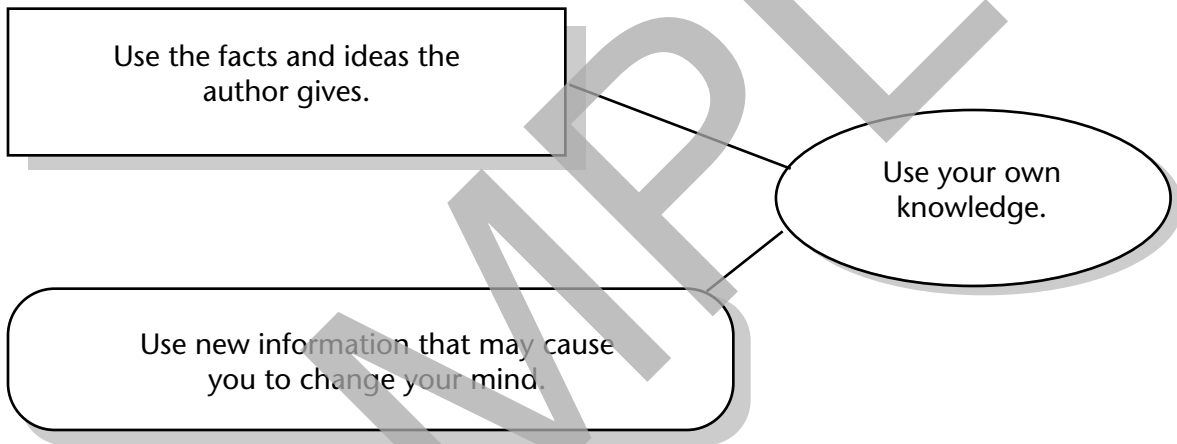 Use the facts and ideas the
author gives.
Use your own
knowledge.
Use new information that may cause
you to change your mind.
MPL